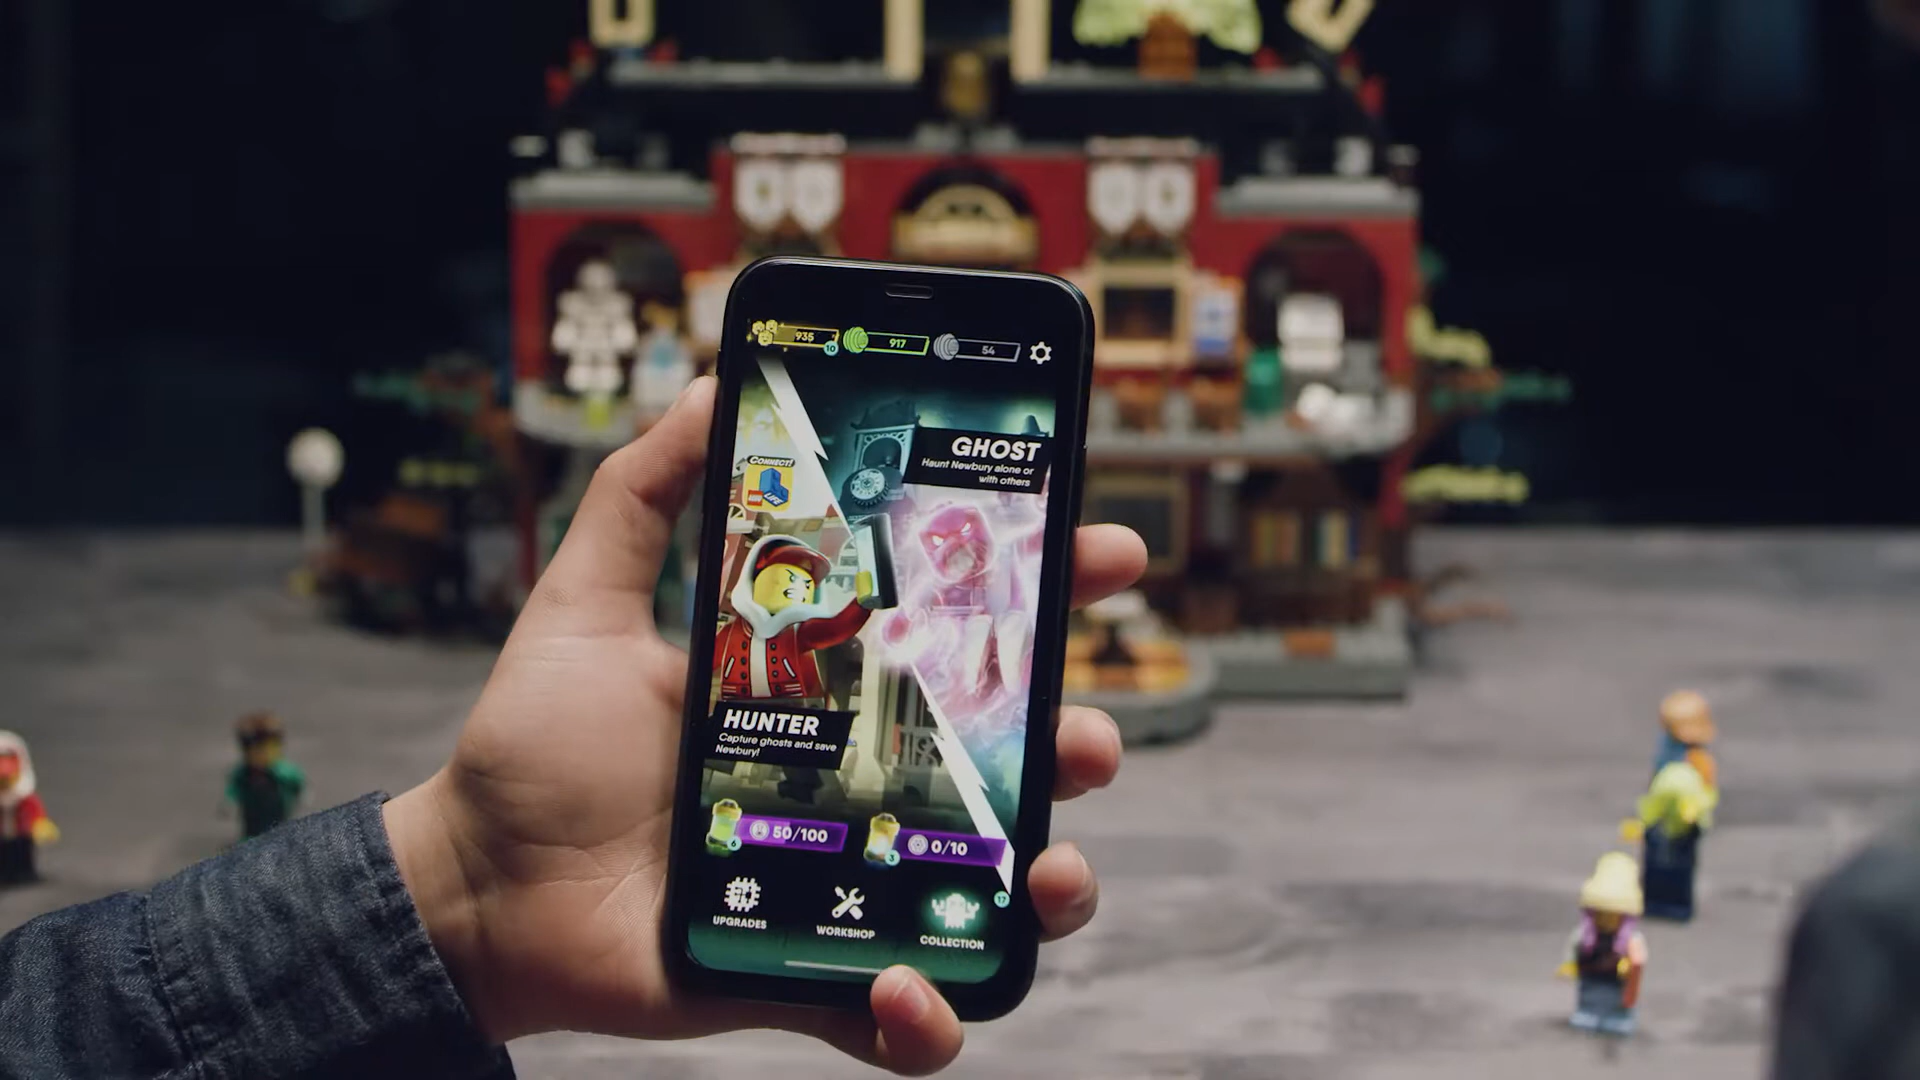 935
10
917
54
GHOST
Haunt Newbury alone or
with others
CONNECT!
LEGO LIFE
HUNTER
Capture ghosts and save
Newbury!
6
50/100
3
0/10
UPGRADES
WORKSHOP
17
COLLECTION